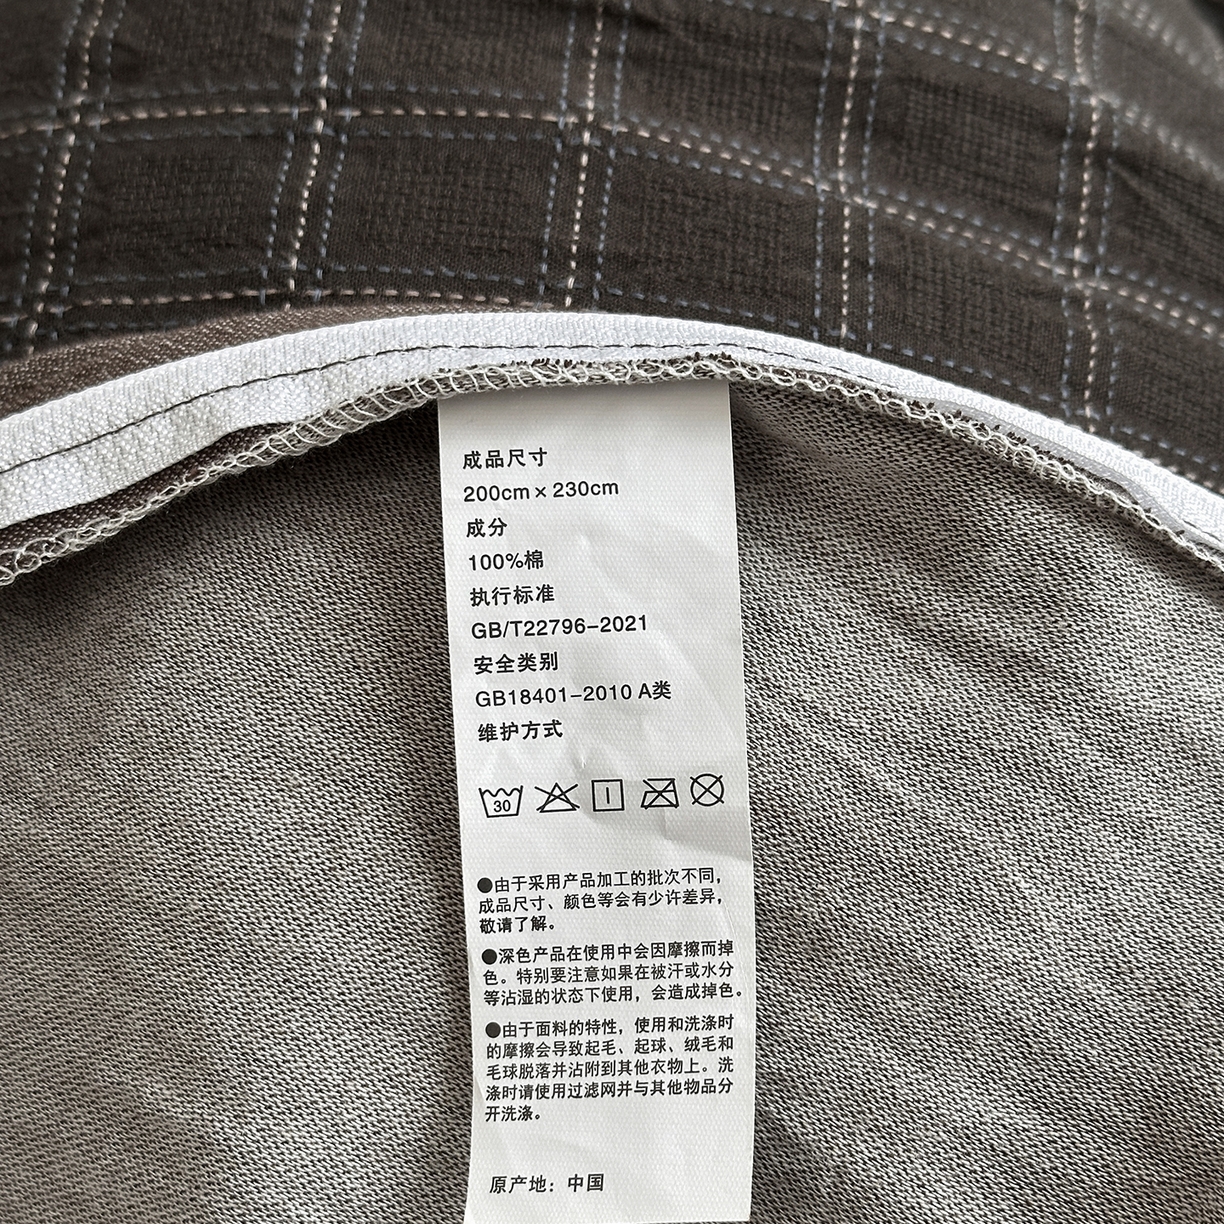 成品尺寸
200cm×230cm
成分
100%棉
执行标准
GB/T22796-2021
安全类别
GB18401-2010 A类
维护方式
30
●由于采用产品加工的批次不同，
成品尺寸、颜色等会有少许差异，
敬请了解。
●深色产品在使用中会因摩擦而掉
色。特别要注意如果在被汗或水分
等沾湿的状态下使用，会造成掉色。
●由于面料的特性，使用和洗涤时
的摩擦会导致起毛、起球、绒毛和
毛球脱落并沾附到其他衣物上。洗
涤时请使用过滤网并与其他物品分
开洗涤。
原产地：中国